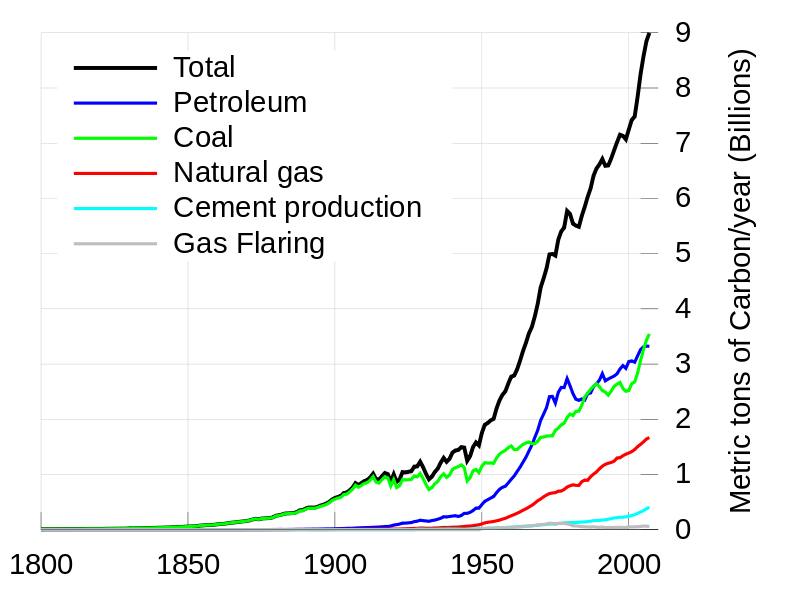 Total
Petroleum
Coal
Natural gas
Cement production
Gas Flaring
9
8
7
6
5
4
3
2
1
0
Metric tons of Carbon/year (Billions)
1800 1850 1900 1950 2000